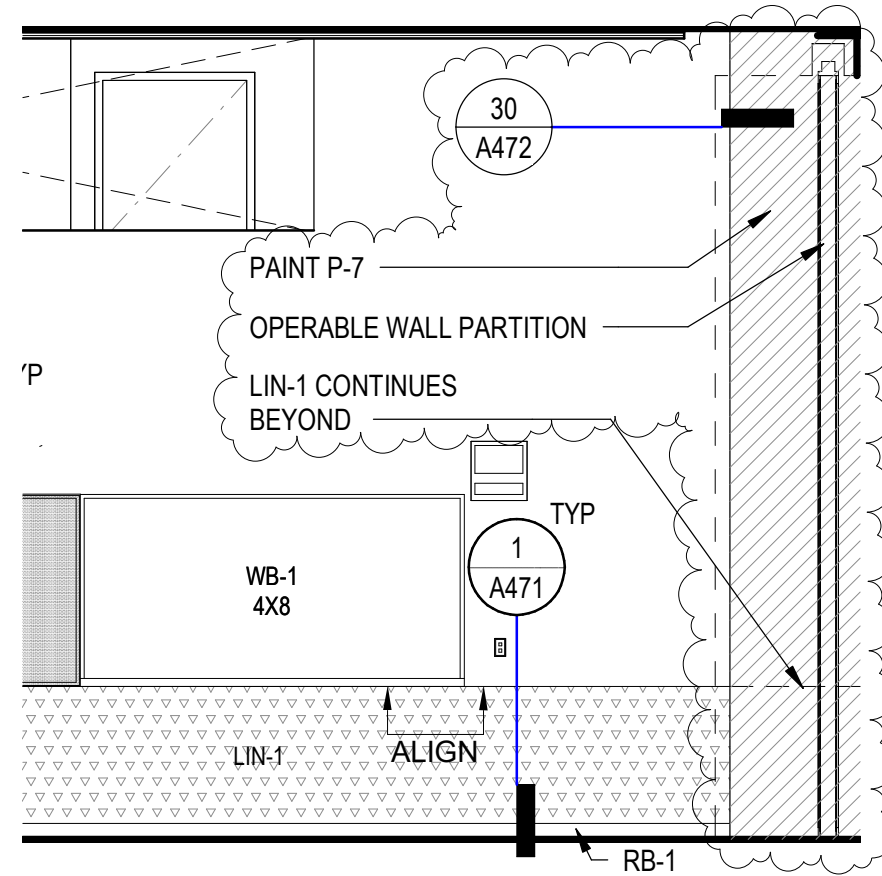 30
A472
PAINT P-7
OPERABLE WALL PARTITION
LIN-1 CONTINUES
BEYOND
YP
TYP
1
A471
WB-1
4X8
LIN-1
ALIGN
RB-1